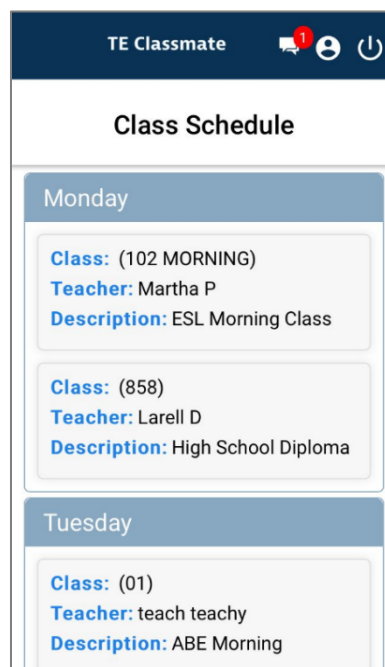 TE Classmate
1
Class Schedule
Monday
Class: (102 MORNING)
Teacher: Martha P
Description: ESL Morning Class
Class: (858)
Teacher: Larell D
Description: High School Diploma
Tuesday
Class: (01)
Teacher: teach teachy
Description: ABE Morning